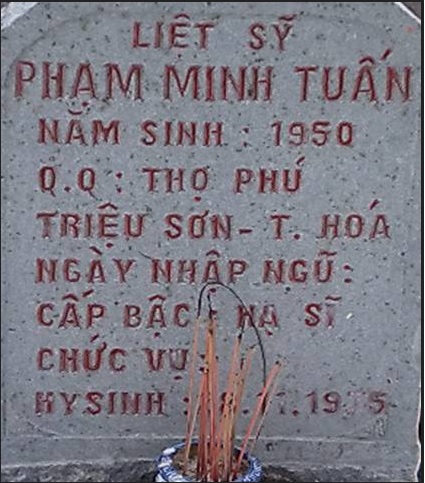 LIỆT SỸ
PHẠM MINH TUẤN
NĂM SINH : 1950
Q.Q : THỌ PHÚ
TRIỆU SƠN - T. HOÁ
NGÀY NHẬP NGŨ :
CẤP BẬC : HẠ SĨ
CHỨC VỤ :
HY SINH :